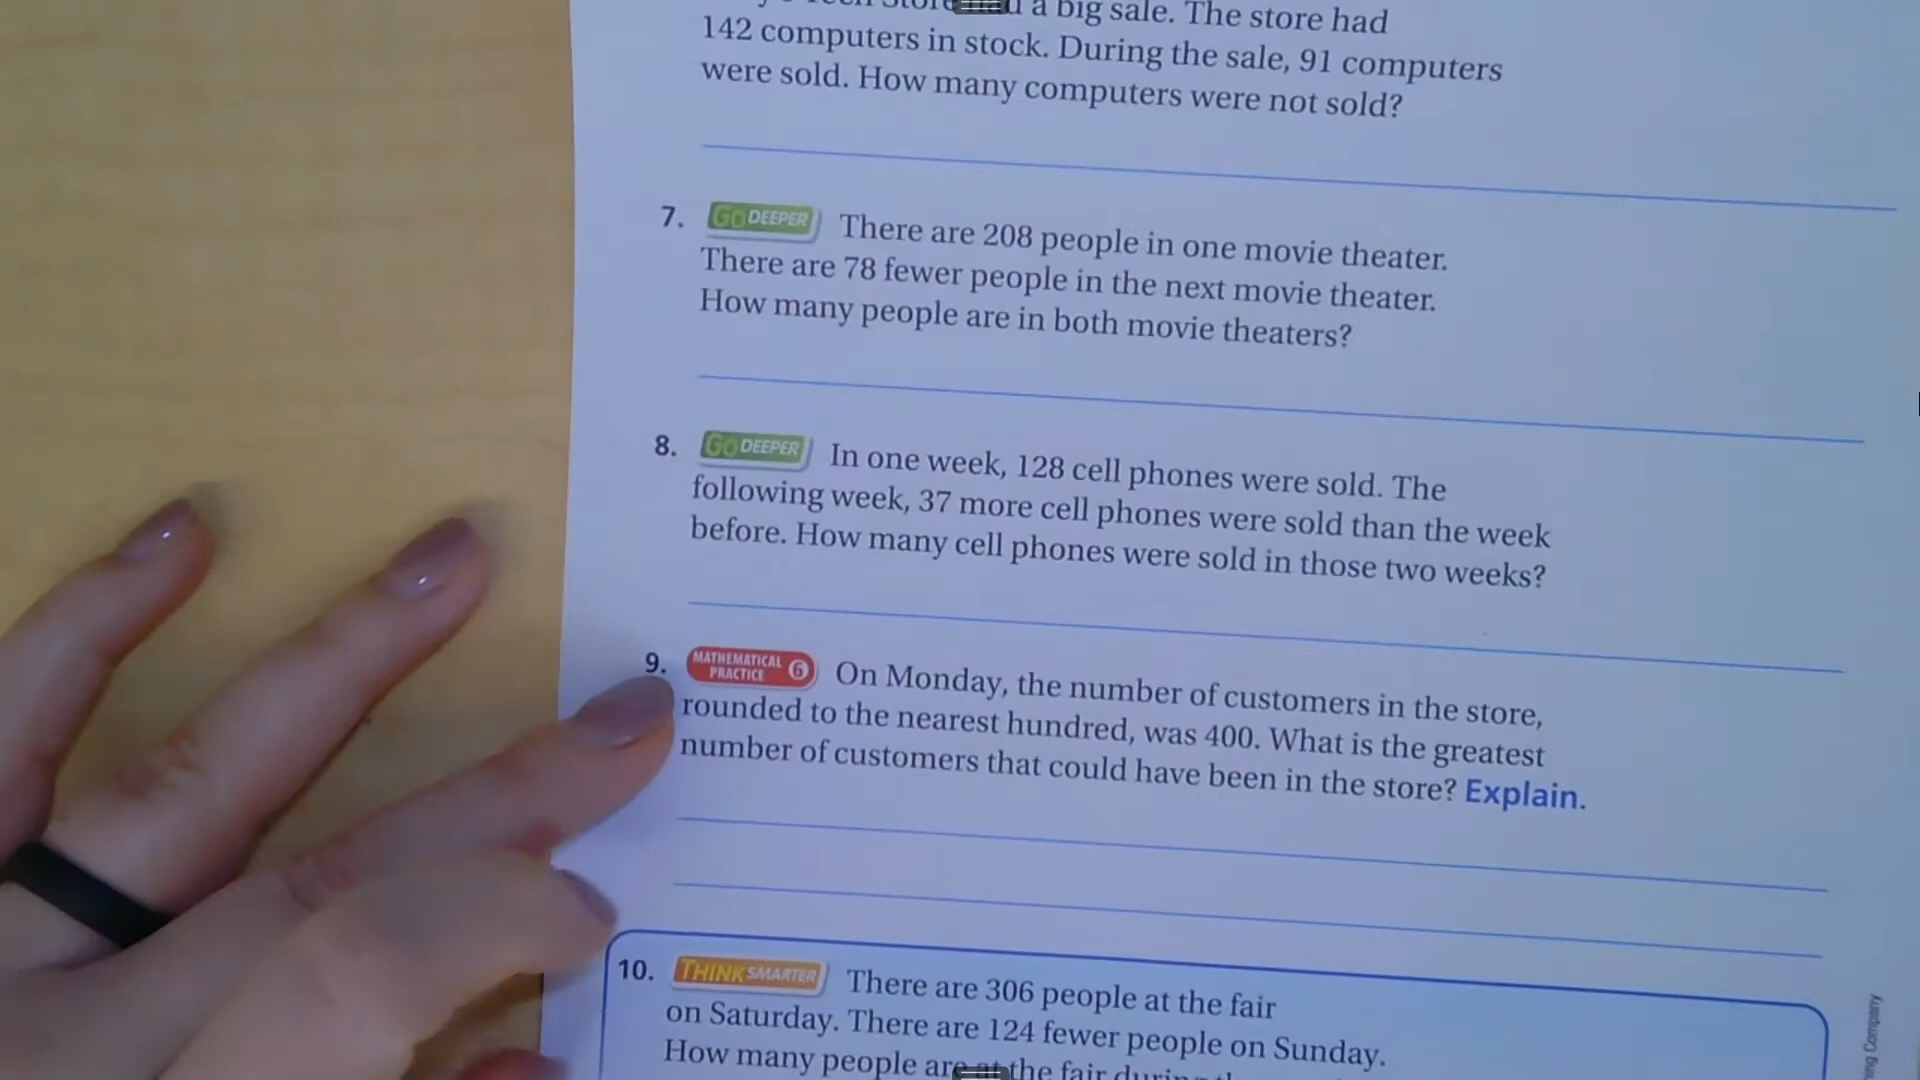 a big sale. The store had
142 computers in stock. During the sale, 91 computers
were sold. How many computers were not sold?
7. GO DEEPER There are 208 people in one movie theater.
There are 78 fewer people in the next movie theater.
How many people are in both movie theaters?
8. GO DEEPER In one week, 128 cell phones were sold. The
following week, 37 more cell phones were sold than the week
before. How many cell phones were sold in those two weeks?
9. MATHEMATICAL PRACTICE 6 On Monday, the number of customers in the store,
rounded to the nearest hundred, was 400. What is the greatest
number of customers that could have been in the store? Explain.
10. THINK SMARTER There are 306 people at the fair
on Saturday. There are 124 fewer people on Sunday.
How many people are at the fair
Company